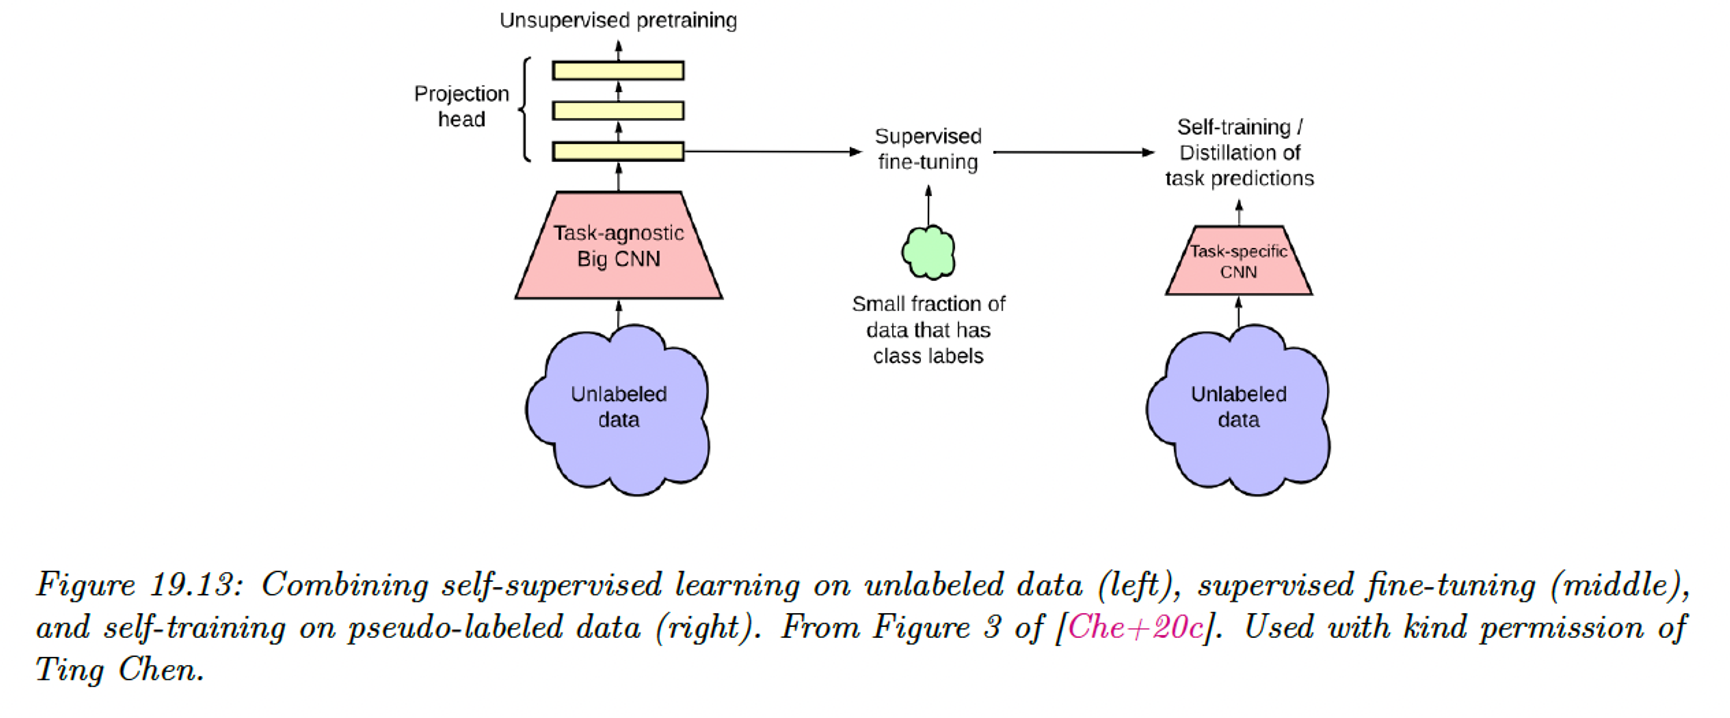 Unsupervised pretraining
Projection
head
Task-agnostic
Big CNN
Unlabeled
data
Supervised
fine-tuning
Small fraction of
data that has
class labels
Self-training /
Distillation of
task predictions
Task-specific
CNN
Unlabeled
data
Figure 19.13: Combining self-supervised learning on unlabeled data (left), supervised fine-tuning (middle),
and self-training on pseudo-labeled data (right). From Figure 3 of [Che+20c]. Used with kind permission of
Ting Chen.